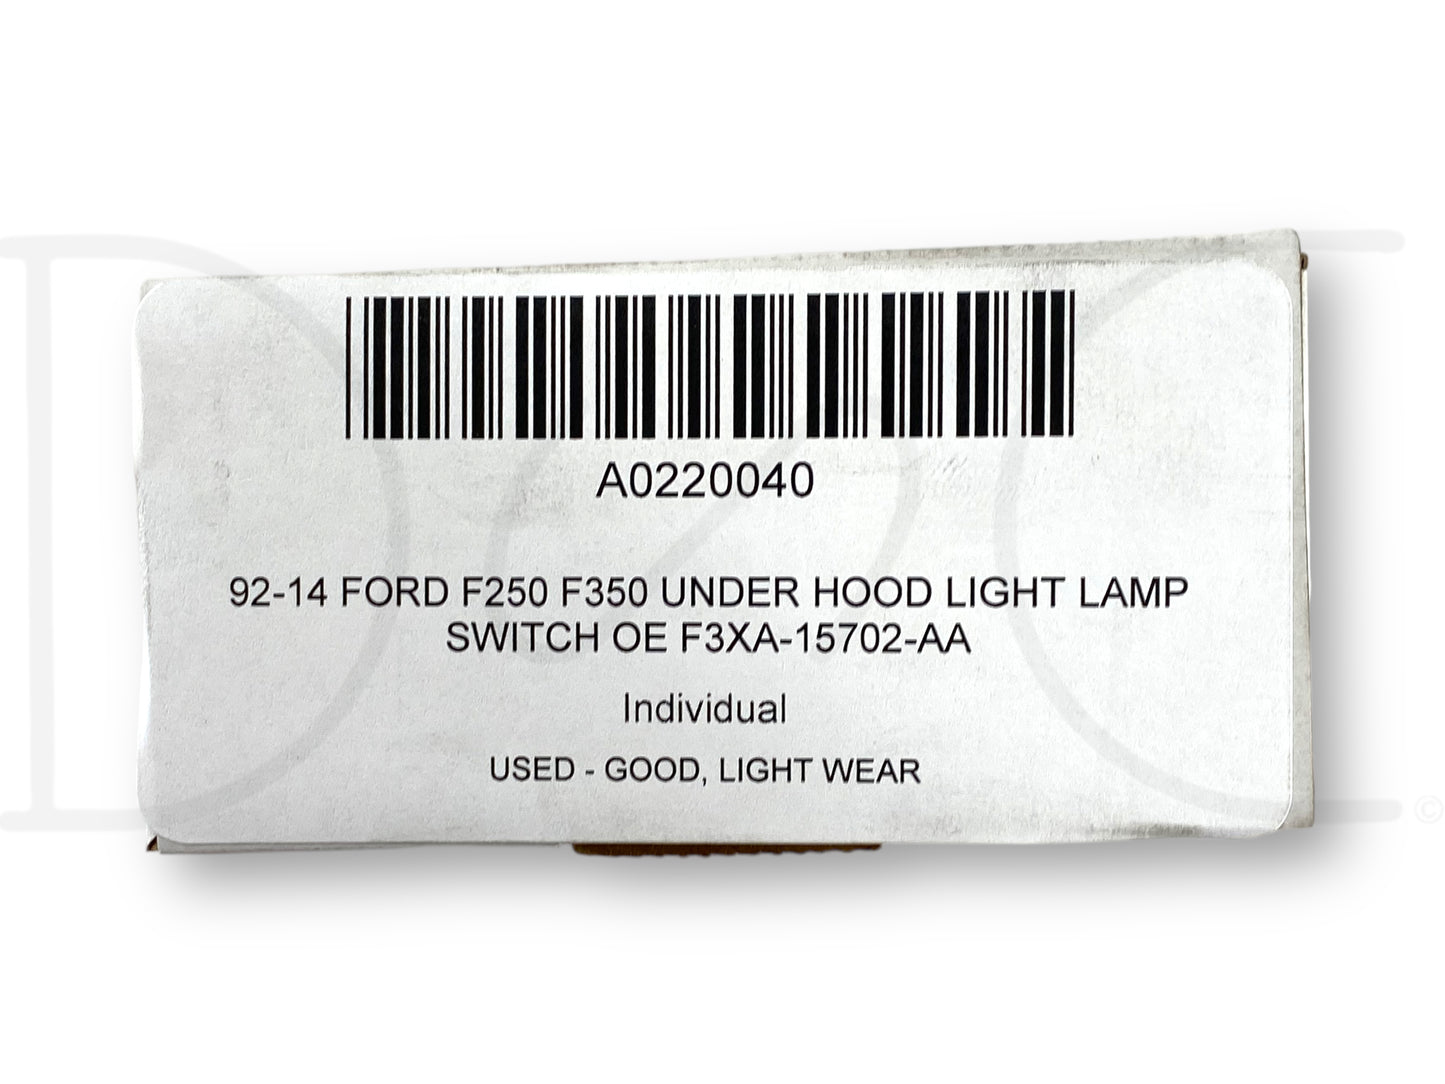 A0220040
92-14 FORD F250 F350 UNDER HOOD LIGHT LAMP
SWITCH OE F3XA-15702-AA
Individual
USED - GOOD, LIGHT WEAR
©